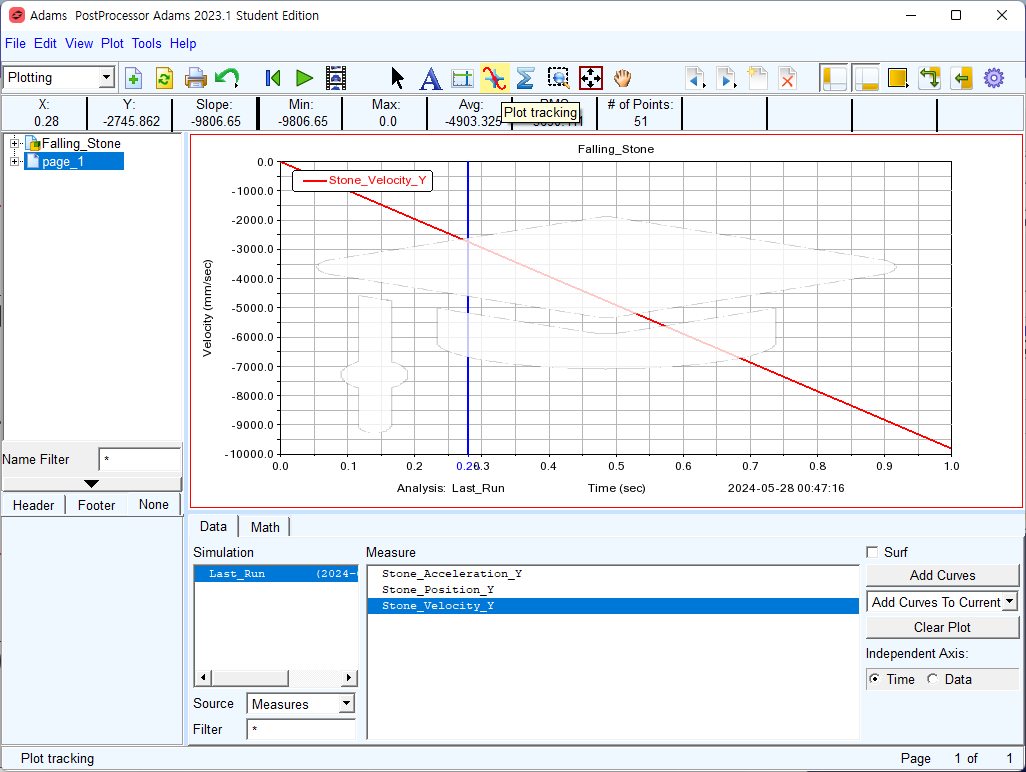 Adams PostProcessor Adams 2023.1 Student Edition
File Edit View Plot Tools Help
Plotting
X: Y: Slope: Min: Max: Avg: # of Points:
0.28 -2745.862 -9806.65 -9806.65 0.0 -4903.325 51
Plot tracking
Falling_Stone
page_1
Name Filter *
Header Footer None
Falling_Stone
Stone_Velocity_Y
Velocity (mm/sec)
0.0
-1000.0
-2000.0
-3000.0
-4000.0
-5000.0
-6000.0
-7000.0
-8000.0
-9000.0
-10000.0
0.0 0.1 0.2 0.28 0.3 0.4 0.5 0.6 0.7 0.8 0.9 1.0
Analysis: Last_Run Time (sec) 2024-05-28 00:47:16
Data Math
Simulation
Last_Run (2024-
Source Measures
Filter *
Measure
Stone_Acceleration_Y
Stone_Position_Y
Stone_Velocity_Y
Surf
Add Curves
Add Curves To Current
Clear Plot
Independent Axis:
Time Data
Plot tracking Page 1 of 1